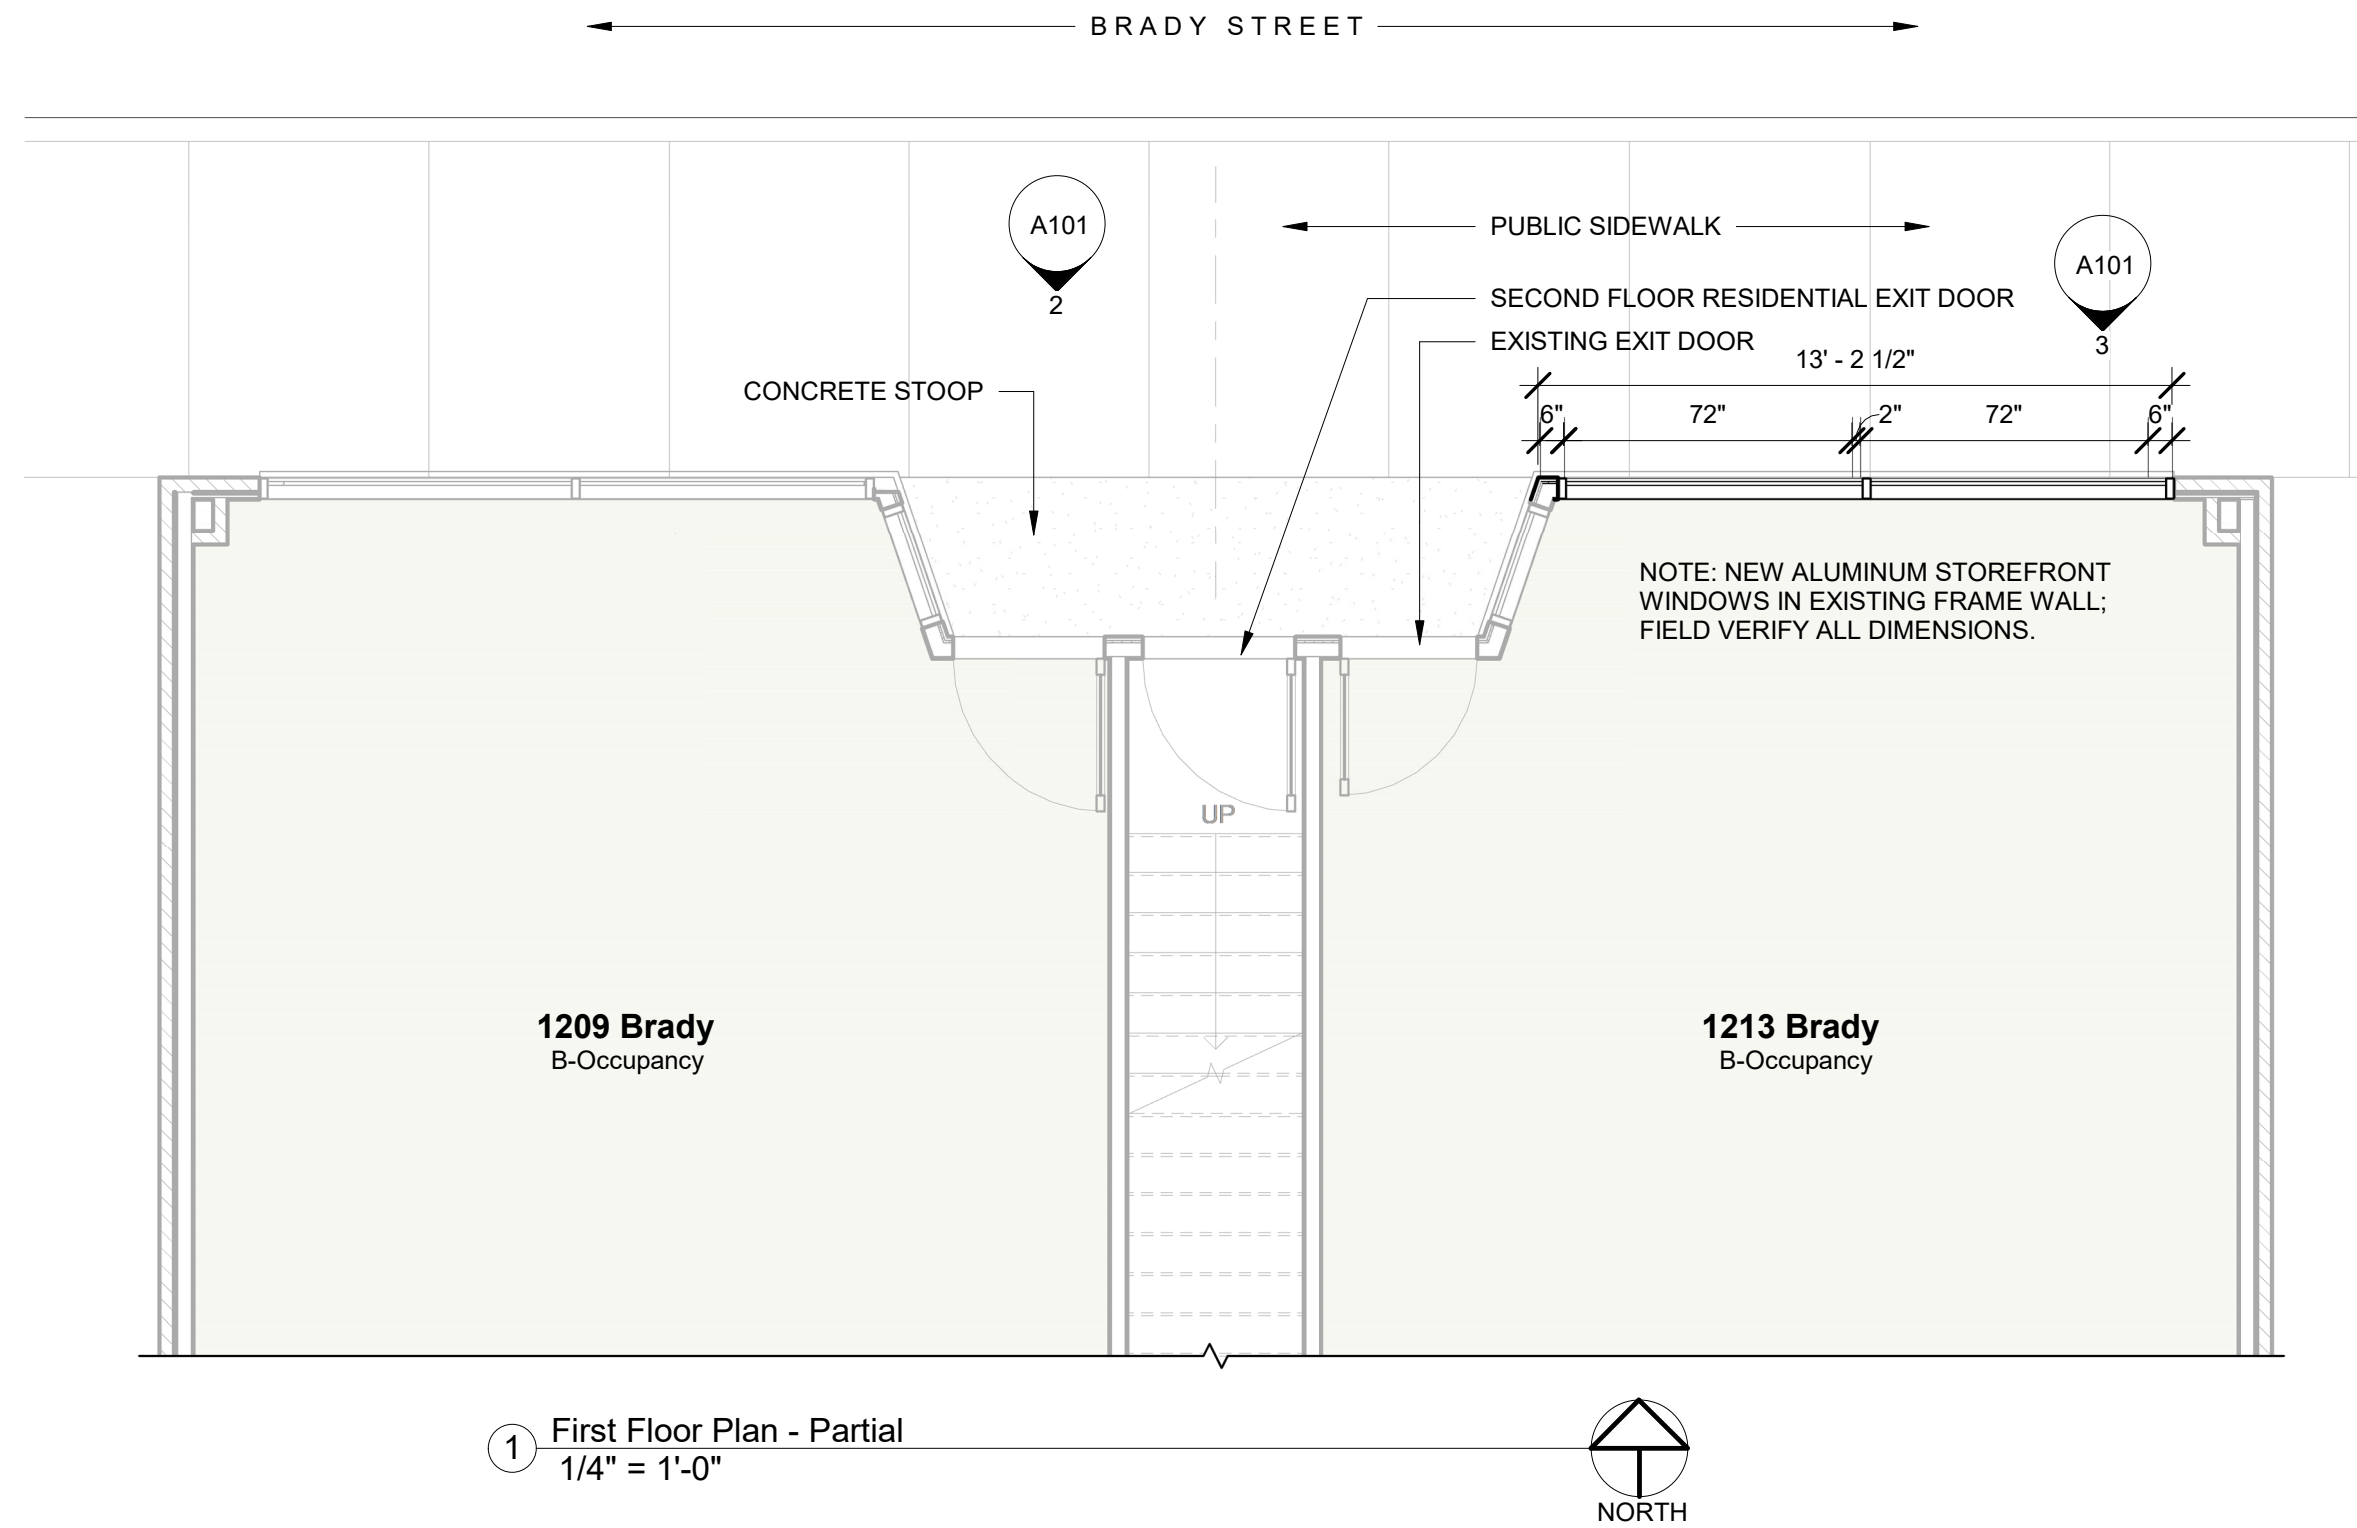 BRADY STREET
A101
2
PUBLIC SIDEWALK
A101
3
SECOND FLOOR RESIDENTIAL EXIT DOOR
EXISTING EXIT DOOR
13' - 2 1/2"
CONCRETE STOOP
6" 72" 2" 72" 6"
NOTE: NEW ALUMINUM STOREFRONT
WINDOWS IN EXISTING FRAME WALL;
FIELD VERIFY ALL DIMENSIONS.
UP
1209 Brady
B-Occupancy
1213 Brady
B-Occupancy
1 First Floor Plan - Partial
1/4" = 1'-0"
NORTH